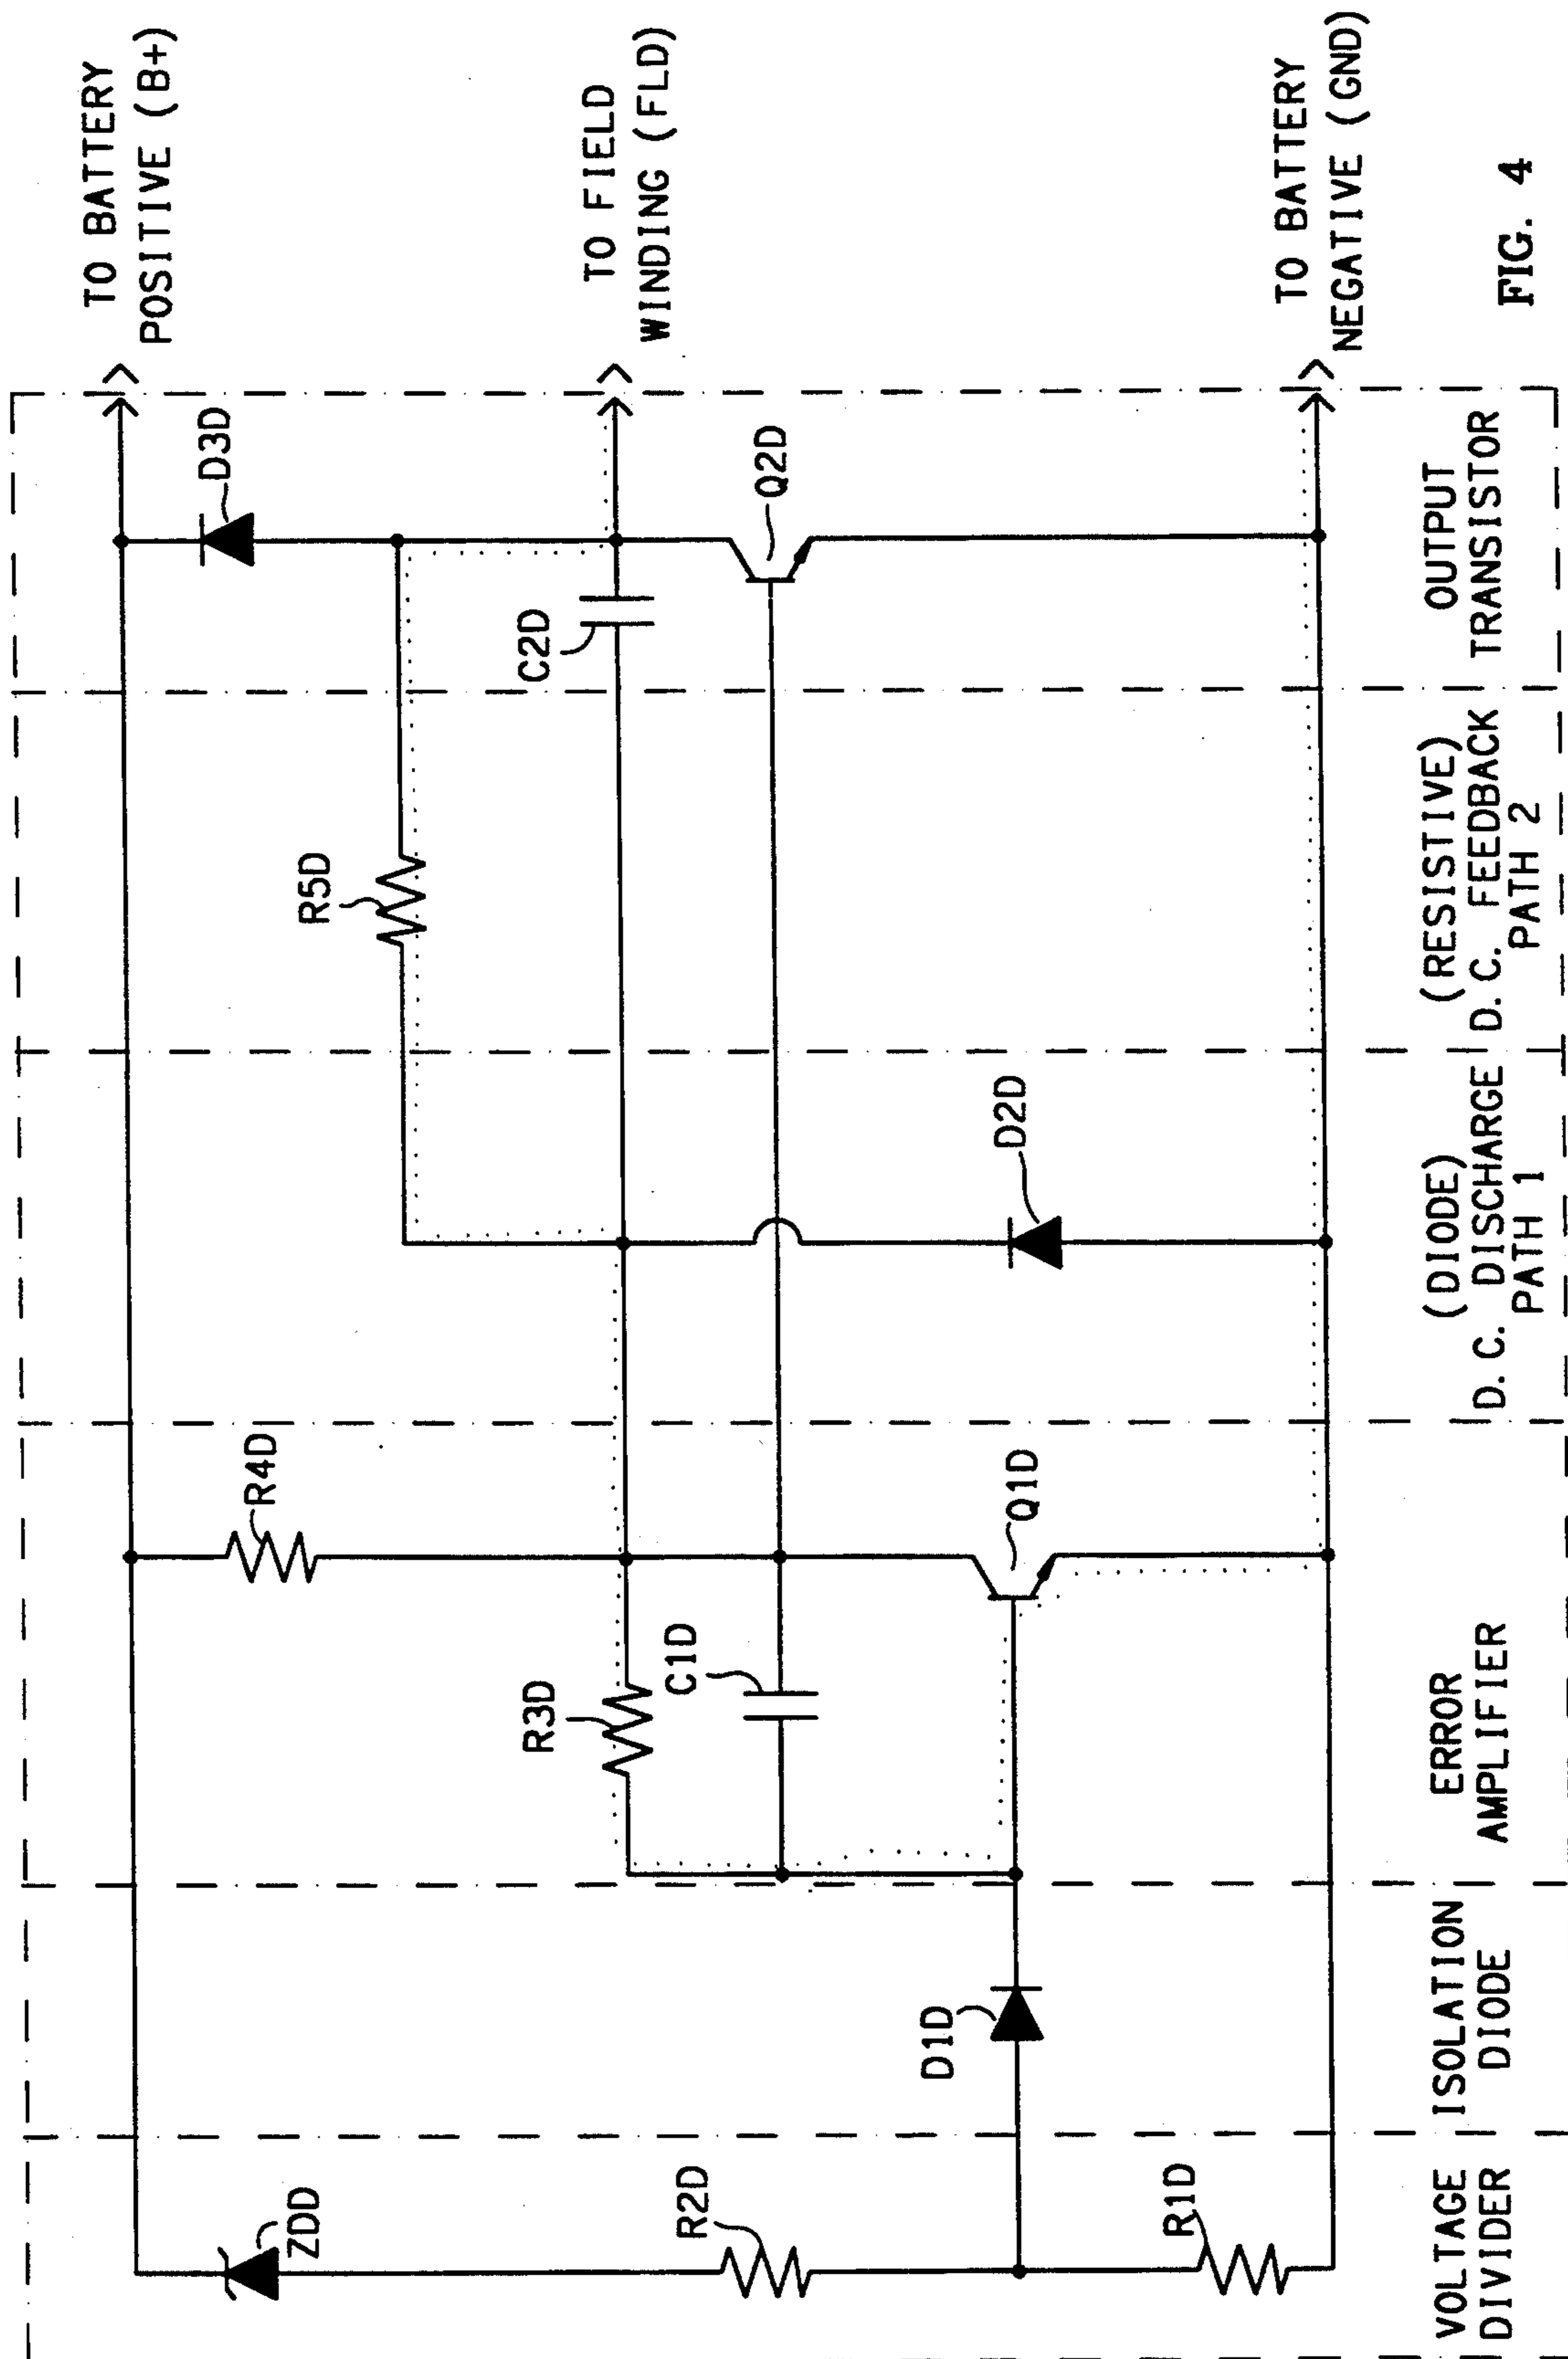 TO BATTERY
POSITIVE (B+)
TO FIELD
WINDING (FLD)
TO BATTERY
NEGATIVE (GND)
ZDD
R2D
R1D
D1D
R3D
C1D
R4D
Q1D
D2D
R5D
C2D
D3D
Q2D
VOLTAGE
DIVIDER
ISOLATION
DIODE
ERROR
AMPLIFIER
(DIODE)
D. C. DISCHARGE
PATH 1
(RESISTIVE)
D. C. FEEDBACK
PATH 2
OUTPUT
TRANSISTOR
FIG. 4